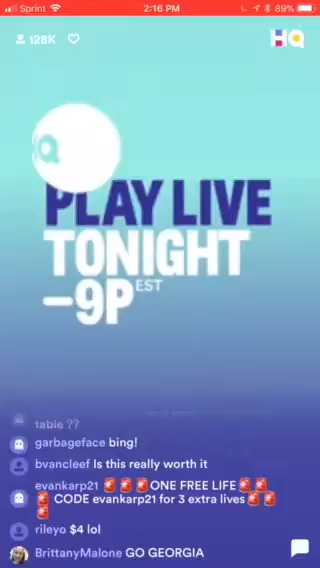 Sprint 2:16 PM 89%
128K HQ
Q
PLAY LIVE
TONIGHT
–9P EST
table ??
garbageface bing!
bvancleef Is this really worth it
evankarp21 🚨🚨🚨ONE FREE LIFE🚨🚨
🚨 CODE evankarp21 for 3 extra lives🚨🚨
🚨
rileyo $4 lol
BrittanyMalone GO GEORGIA